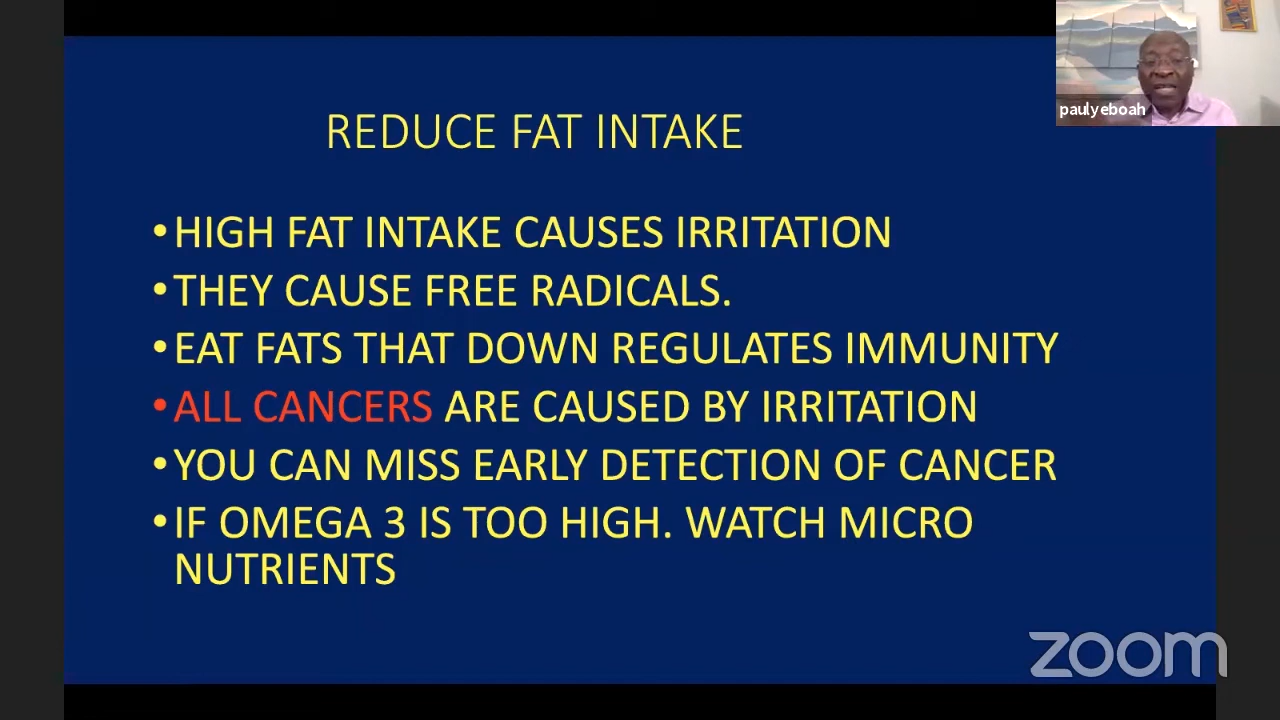 paulyeboah
REDUCE FAT INTAKE
•HIGH FAT INTAKE CAUSES IRRITATION
•THEY CAUSE FREE RADICALS.
•EAT FATS THAT DOWN REGULATES IMMUNITY
•ALL CANCERS ARE CAUSED BY IRRITATION
•YOU CAN MISS EARLY DETECTION OF CANCER
•IF OMEGA 3 IS TOO HIGH. WATCH MICRO
NUTRIENTS
zoom